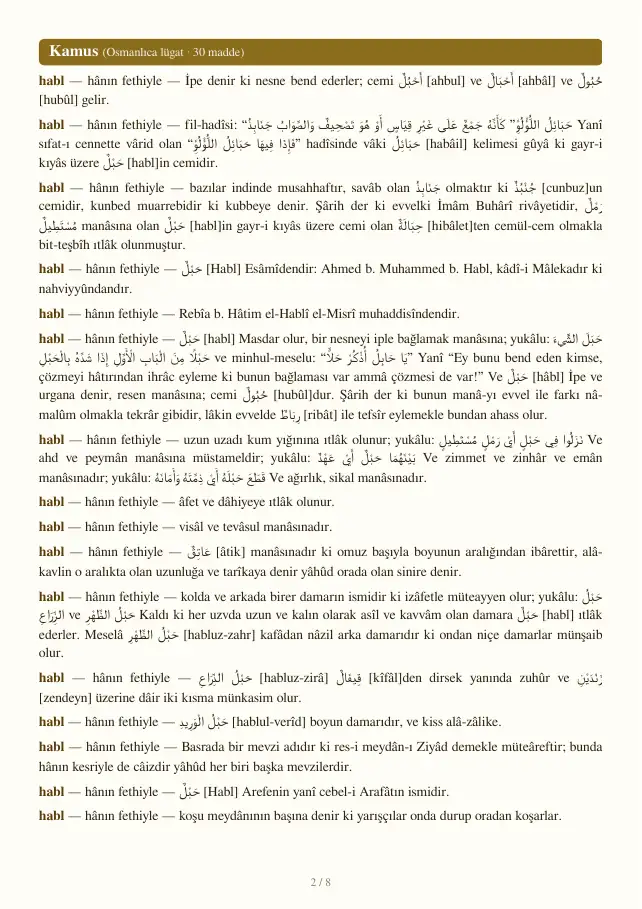 Kamus (Osmanlıca lügat · 30 madde)
habl — hânın fethiyle — İpe denir ki nesne bend ederler; cemi أَحْبُلٌ [ahbul] ve أَحْبَالٌ [ahbâl] ve حُبُولٌ
[hubûl] gelir.
habl — hânın fethiyle — fil-hadîsi: “حَبَائِلُ اللُّؤْلُؤِ” كَأَنَّهُ جَمْعٌ عَلَى غَيْرِ قِيَاسٍ أَوْ هُوَ تَصْحِيفٌ وَالصَّوَابُ جَنَابِذُ Yanî
sıfat-ı cennette vârid olan “فَإِذَا فِيهَا حَبَائِلُ اللُّؤْلُؤِ” hadîsinde vâki حَبَائِلُ [habâil] kelimesi gûyâ ki gayr-i
kıyâs üzere حَبْلٌ [habl]in cemidir.
habl — hânın fethiyle — bazılar indinde musahhaftır, savâb olan جَنَابِذُ olmaktır ki جُنْبُذٌ [cunbuz]un
cemidir, kunbed muarrebidir ki kubbeye denir. Şârih der ki evvelki İmâm Buhârî rivâyetidir, رَمْلٌ
مُسْتَطِيلٌ manâsına olan حَبْلٌ [habl]in gayr-i kıyâs üzere cemi olan حِبَالَةٌ [hibâlet]ten cemül-cem olmakla
bit-teşbîh ıtlâk olunmuştur.
habl — hânın fethiyle — حَبْلٌ [Habl] Esâmîdendir: Ahmed b. Muhammed b. Habl, kâdî-i Mâlekadır ki
nahviyyûndandır.
habl — hânın fethiyle — Rebîa b. Hâtim el-Hablî el-Misrî muhaddisîndendir.
habl — hânın fethiyle — حَبْلٌ [habl] Masdar olur, bir nesneyi iple bağlamak manâsına; yukâlu: حَبَلَ الشَّيْءَ
حَبْلًا مِنَ الْبَابِ الْأَوَّلِ إِذَا شَدَّهُ بِالْحَبْلِ ve minhul-meselu: “يَا حَابِلُ أُذْكُرْ حَلاًّ” Yanî “Ey bunu bend eden kimse,
çözmeyi hâtırından ihrâc eyleme ki bunun bağlaması var ammâ çözmesi de var!” Ve حَبْلٌ [hâbl] İpe ve
urgana denir, resen manâsına; cemi حُبُولٌ [hubûl]dur. Şârih der ki bunun manâ-yı evvel ile farkı nâ-
malûm olmakla tekrâr gibidir, lâkin evvelde رِبَاطٌ [ribât] ile tefsîr eylemekle bundan ahass olur.
habl — hânın fethiyle — uzun uzadı kum yığınına ıtlâk olunur; yukâlu: نَزَلُوا فِي حَبْلٍ أَيْ رَمْلٍ مُسْتَطِيلٍ Ve
ahd ve peymân manâsına müstameldir; yukâlu: بَيْنَهُمَا حَبْلٌ أَيْ عَهْدٌ Ve zimmet ve zinhâr ve emân
manâsınadır; yukâlu: قَطَعَ حَبْلَهُ أَيْ ذِمَّتَهُ وَأَمَانَهُ Ve ağırlık, sikal manâsınadır.
habl — hânın fethiyle — âfet ve dâhiyeye ıtlâk olunur.
habl — hânın fethiyle — visâl ve tevâsul manâsınadır.
habl — hânın fethiyle — عَاتِقٌ [âtik] manâsınadır ki omuz başıyla boyunun aralığından ibârettir, alâ-
kavlin o aralıkta olan uzunluğa ve tarîkaya denir yâhûd orada olan sinire denir.
habl — hânın fethiyle — kolda ve arkada birer damarın ismidir ki izâfetle müteayyen olur; yukâlu: حَبْلُ
الذِّرَاعِ ve حَبْلُ الظَّهْرِ Kaldı ki her uzvda uzun ve kalın olarak asîl ve kavvâm olan damara حَبْلٌ [habl] ıtlâk
ederler. Meselâ حَبْلُ الظَّهْرِ [habluz-zahr] kafâdan nâzil arka damarıdır ki ondan niçe damarlar münşaib
olur.
habl — hânın fethiyle — حَبْلُ الذِّرَاعِ [habluz-zirâ] قِيفَالٌ [kîfâl]den dirsek yanında zuhûr ve زَنْدَيْنِ
[zendeyn] üzerine dâir iki kısma münkasim olur.
habl — hânın fethiyle — حَبْلُ الْوَرِيدِ [hablul-verîd] boyun damarıdır, ve kiss alâ-zâlike.
habl — hânın fethiyle — Basrada bir mevzi adıdır ki res-i meydân-ı Ziyâd demekle müteâreftir; bunda
hânın kesriyle de câizdir yâhûd her biri başka mevzilerdir.
habl — hânın fethiyle — حَبْلٌ [Habl] Arefenin yanî cebel-i Arafâtın ismidir.
habl — hânın fethiyle — koşu meydânının başına denir ki yarışçılar onda durup oradan koşarlar.
2 / 8